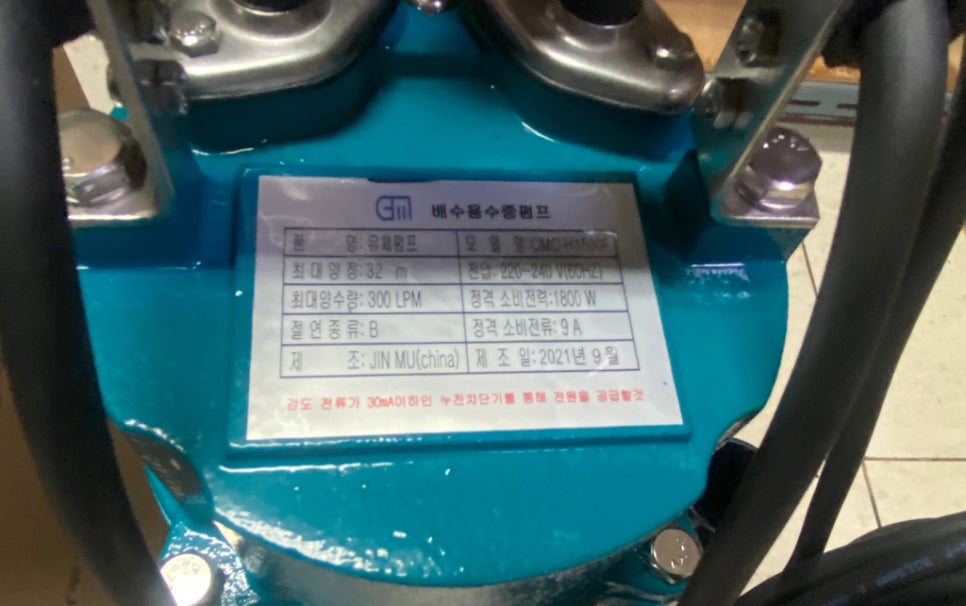 배수용수중펌프
품 명: 유체펌프 모 델 명:CMC-H1500F
최 대 양 정: 32 m 전압: 220~240 V(60HZ)
최대양수량: 300 LPM 정격 소비전력:1800 W
절 연 종 류: B 정격 소비전류: 9 A
제 조: JIN MU(china) 제 조 일: 2021년 9 월
감도 전류가 30mA이하인 누전차단기를 통해 전원을 공급할것